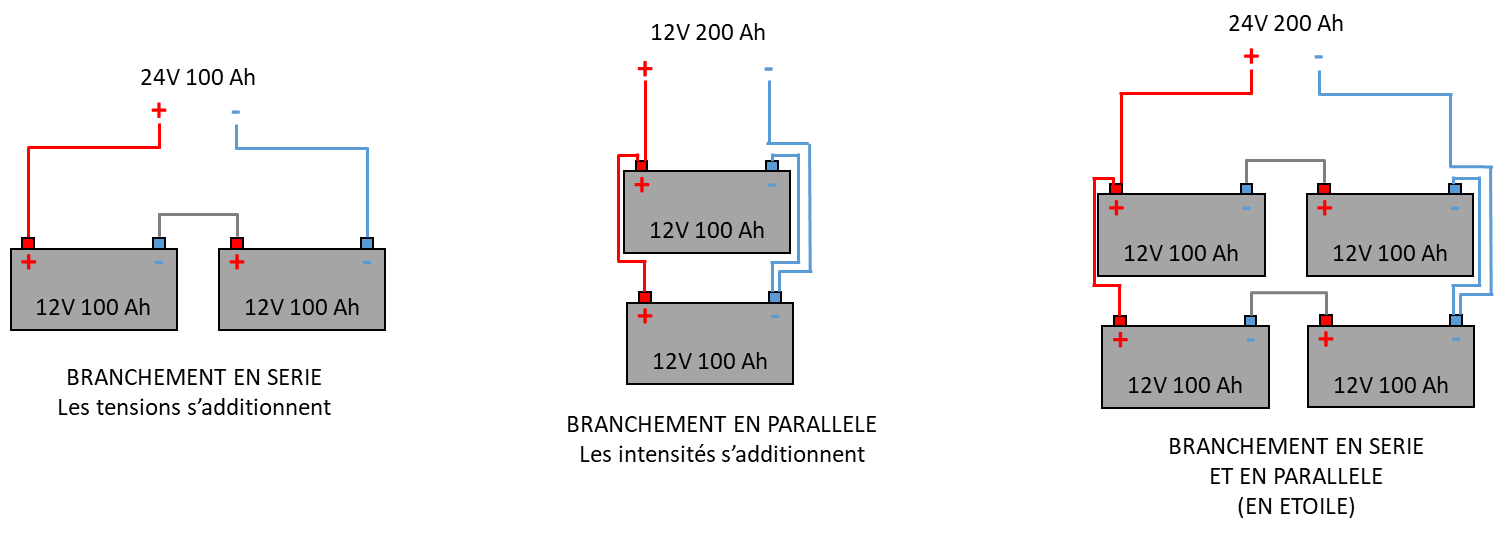 24V 100 Ah
+ -
+ - + -
12V 100 Ah 12V 100 Ah
BRANCHEMENT EN SERIE
Les tensions s’additionnent
12V 200 Ah
+ -
+ -
12V 100 Ah
+ -
12V 100 Ah
BRANCHEMENT EN PARALLELE
Les intensités s’additionnent
24V 200 Ah
+ -
+ - + -
12V 100 Ah 12V 100 Ah
+ - + -
12V 100 Ah 12V 100 Ah
BRANCHEMENT EN SERIE
ET EN PARALLELE
(EN ETOILE)